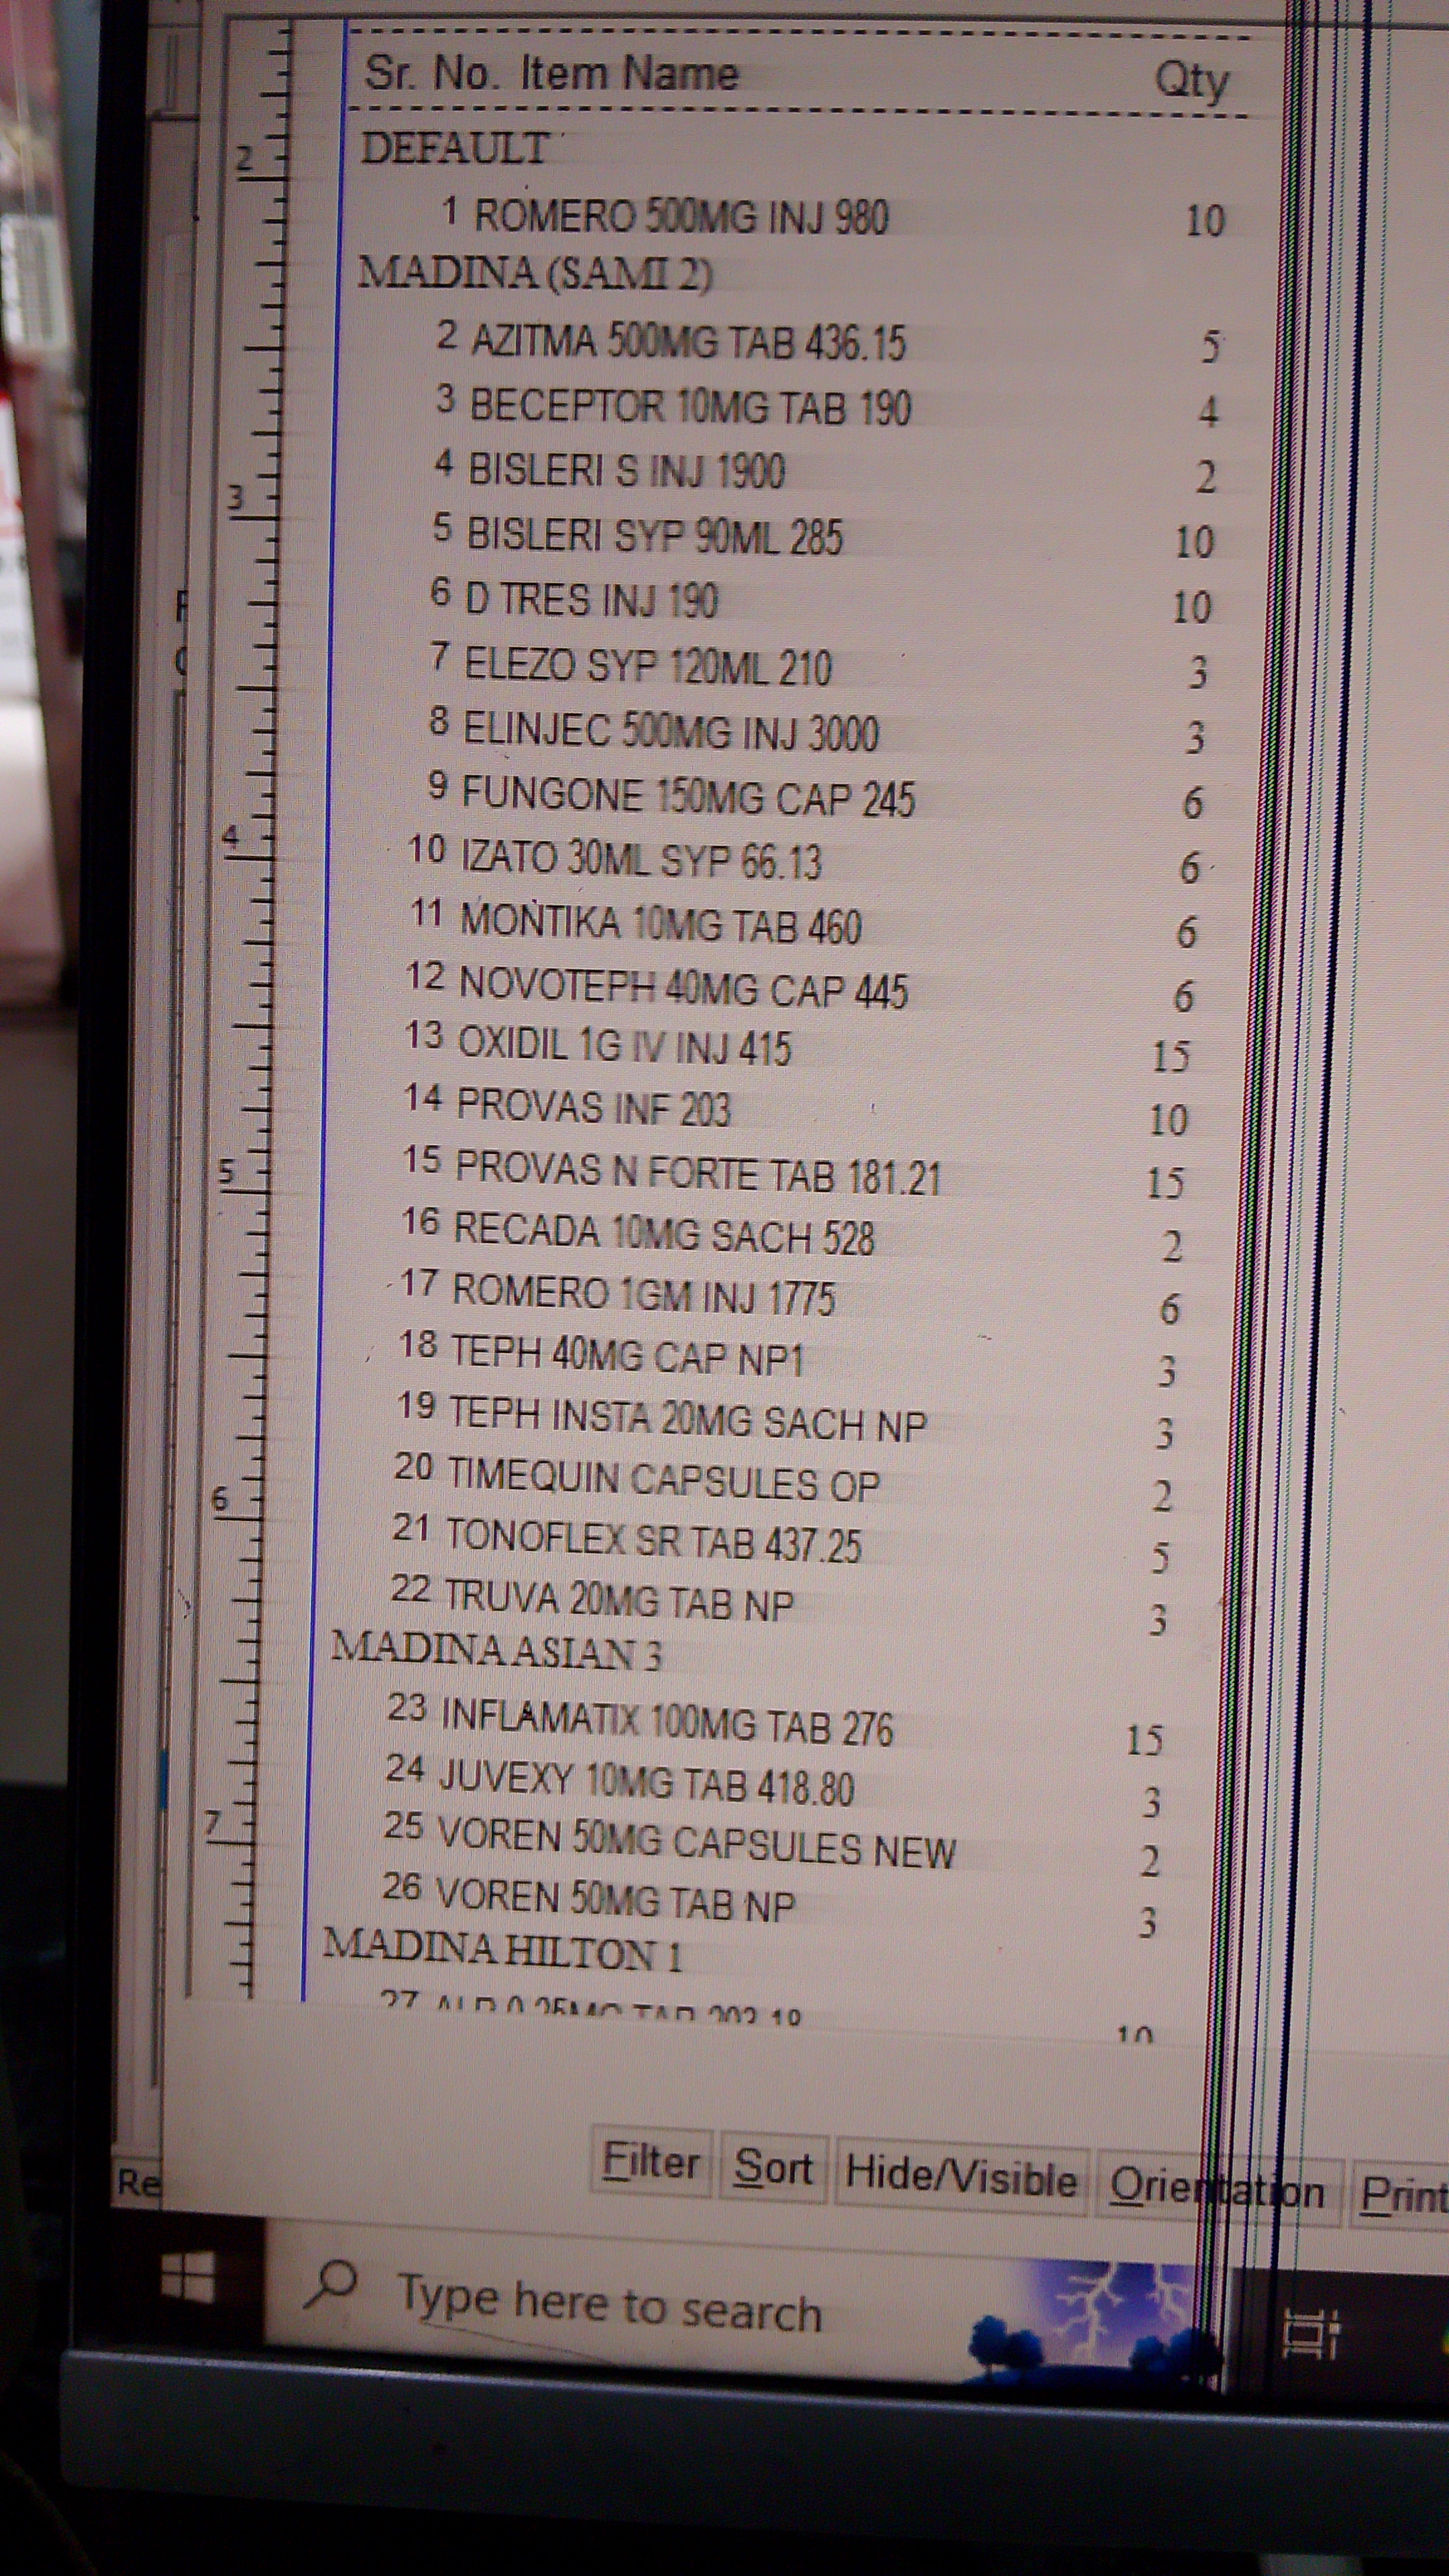 Sr. No. Item Name Qty
DEFAULT
1 ROMERO 500MG INJ 980 10
MADINA (SAMI 2)
2 AZITMA 500MG TAB 436.15 5
3 BECEPTOR 10MG TAB 190 4
4 BISLERI S INJ 1900 2
5 BISLERI SYP 90ML 285 10
6 D TRES INJ 190 10
7 ELEZO SYP 120ML 210 3
8 ELINJEC 500MG INJ 3000 3
9 FUNGONE 150MG CAP 245 6
10 IZATO 30ML SYP 66.13 6
11 MONTIKA 10MG TAB 460 6
12 NOVOTEPH 40MG CAP 445 6
13 OXIDIL 1G IV INJ 415 15
14 PROVAS INF 203 10
15 PROVAS N FORTE TAB 181.21 15
16 RECADA 10MG SACH 528 2
17 ROMERO 1GM INJ 1775 6
18 TEPH 40MG CAP NP1 3
19 TEPH INSTA 20MG SACH NP 3
20 TIMEQUIN CAPSULES OP 2
21 TONOFLEX SR TAB 437.25 5
22 TRUVA 20MG TAB NP 3
MADINA ASIAN 3
23 INFLAMATIX 100MG TAB 276 15
24 JUVEXY 10MG TAB 418.80 3
25 VOREN 50MG CAPSULES NEW 2
26 VOREN 50MG TAB NP 3
MADINA HILTON 1
27
2
3
4
5
6
7
Filter Sort Hide/Visible Orientation Print
Re
Type here to search